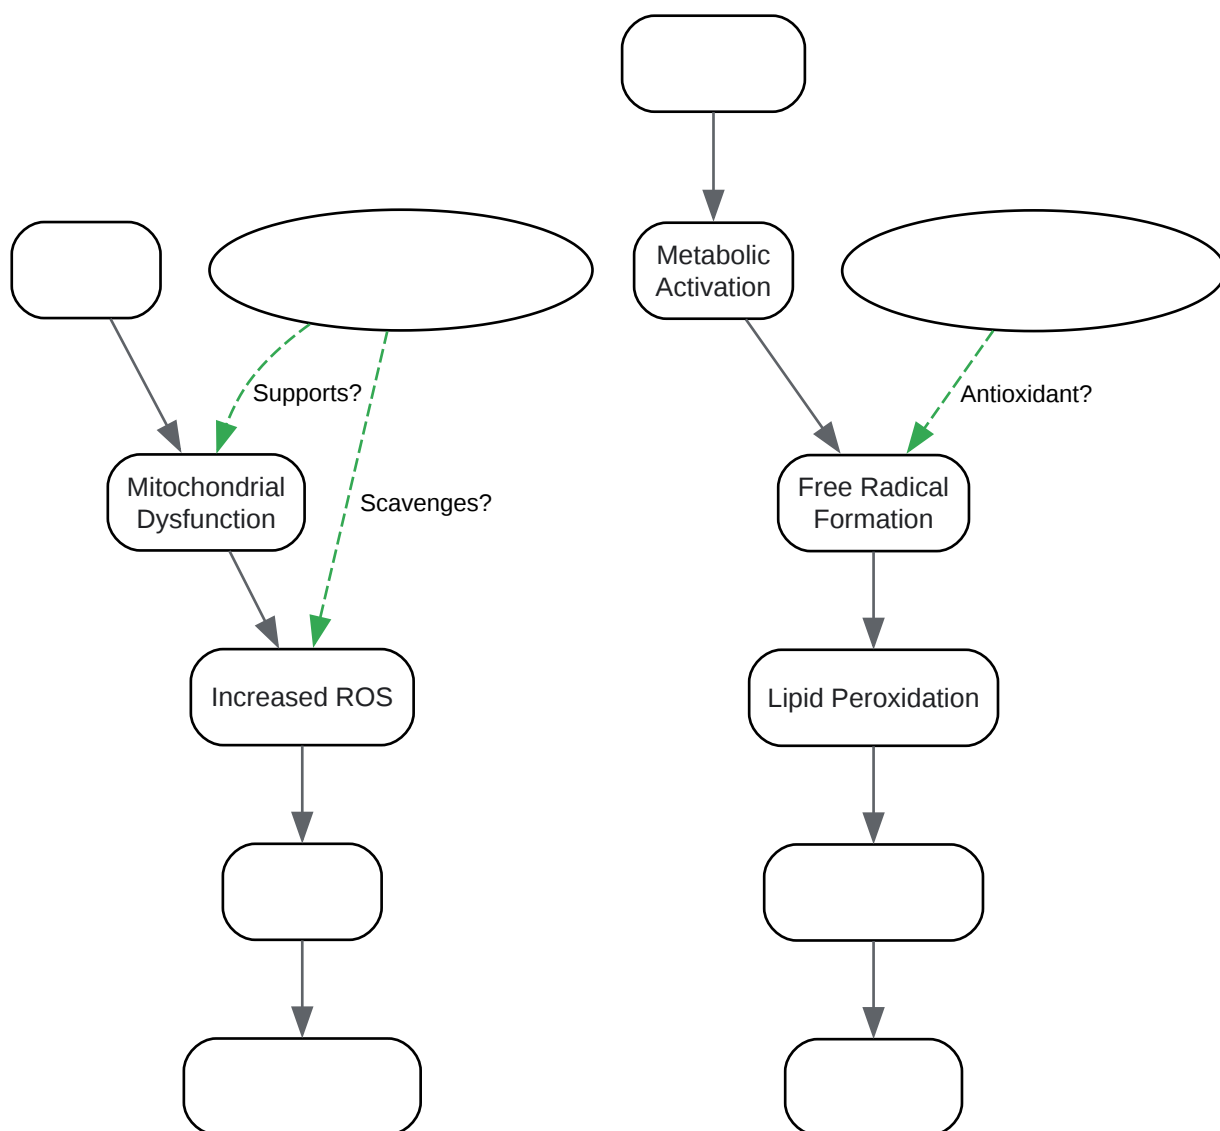 Metabolic
Activation
Supports?
Antioxidant?
Mitochondrial
Dysfunction
Scavenges?
Free Radical
Formation
Increased ROS
Lipid Peroxidation